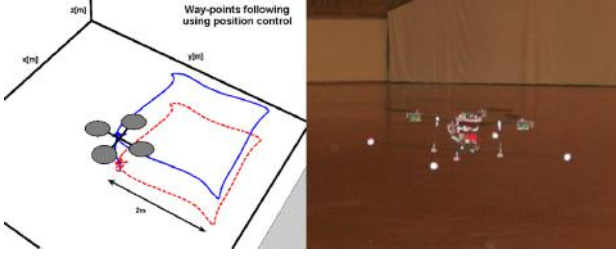 Way-points following
using position control
z[m]
x[m]
y[m]
2m